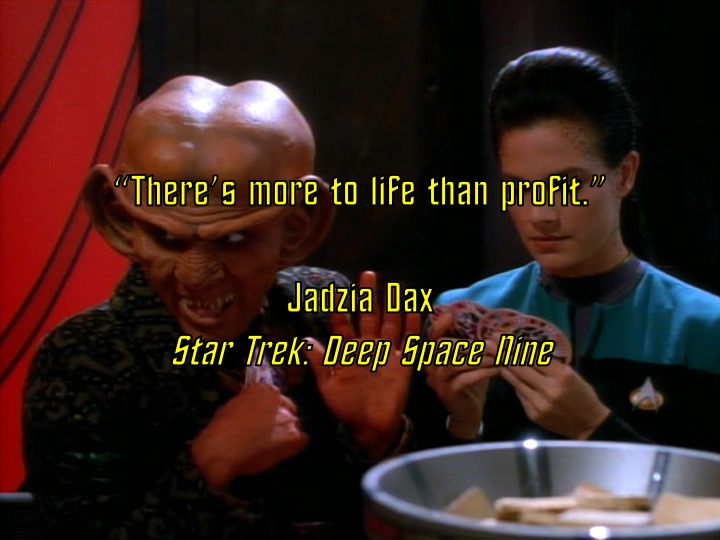 “There’s more to life than profit.”
Jadzia Dax
Star Trek: Deep Space Nine